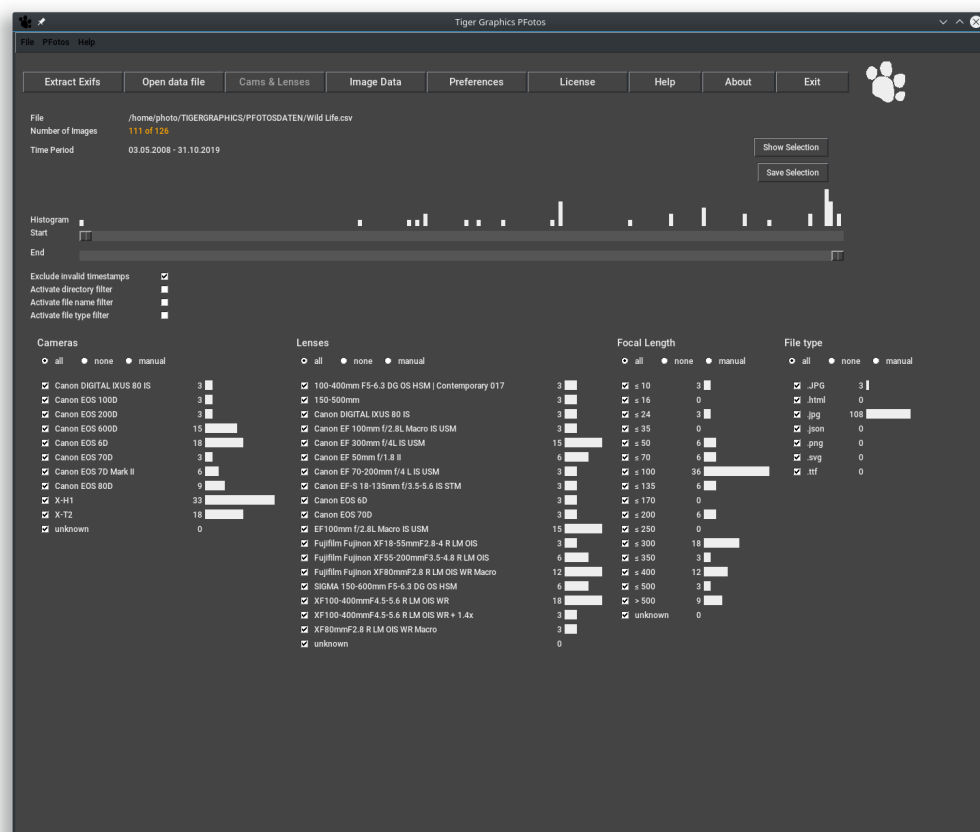 Tiger Graphics PFotos
File PFotos Help
Extract Exifs Open data file Cams & Lenses Image Data Preferences License Help About Exit
File /home/photo/TIGERGRAPHICS/PFOTOSDATEN/Wild Life.csv
Number of Images 111 of 126
Time Period 03.05.2008 - 31.10.2019
Show Selection
Save Selection
Histogram
Start
End
Exclude invalid timestamps
Activate directory filter
Activate file name filter
Activate file type filter
Cameras
all none manual
Canon DIGITAL IXUS 80 IS 3
Canon EOS 100D 3
Canon EOS 200D 3
Canon EOS 600D 15
Canon EOS 6D 18
Canon EOS 70D 3
Canon EOS 7D Mark II 6
Canon EOS 80D 9
X-H1 33
X-T2 18
unknown 0
Lenses
all none manual
100-400mm F5-6.3 DG OS HSM | Contemporary 017 3
150-500mm 3
Canon DIGITAL IXUS 80 IS 3
Canon EF 100mm f/2.8L Macro IS USM 3
Canon EF 300mm f/4L IS USM 15
Canon EF 50mm f/1.8 II 6
Canon EF 70-200mm f/4 L IS USM 3
Canon EF-S 18-135mm f/3.5-5.6 IS STM 3
Canon EOS 6D 3
Canon EOS 70D 3
EF100mm f/2.8L Macro IS USM 15
Fujifilm Fujinon XF18-55mmF2.8-4 R LM OIS 3
Fujifilm Fujinon XF55-200mmF3.5-4.8 R LM OIS 6
Fujifilm Fujinon XF80mmF2.8 R LM OIS WR Macro 12
SIGMA 150-600mm F5-6.3 DG OS HSM 6
XF100-400mmF4.5-5.6 R LM OIS WR 18
XF100-400mmF4.5-5.6 R LM OIS WR + 1.4x 3
XF80mmF2.8 R LM OIS WR Macro 3
unknown 0
Focal Length
all none manual
≤ 10 3
≤ 16 0
≤ 24 3
≤ 35 0
≤ 50 6
≤ 70 6
≤ 100 36
≤ 135 6
≤ 170 0
≤ 200 6
≤ 250 0
≤ 300 18
≤ 350 3
≤ 400 12
≤ 500 3
> 500 9
unknown 0
File type
all none manual
.JPG 3
.html 0
.jpg 108
.json 0
.png 0
.svg 0
.ttf 0